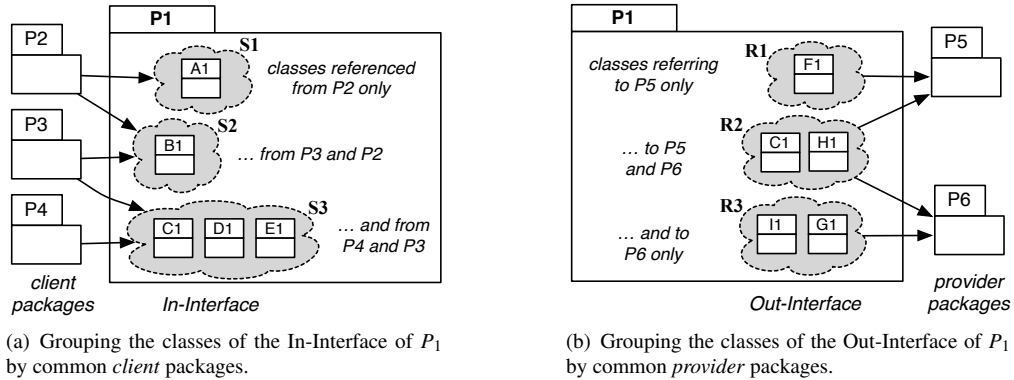 P1
P2
S1
A1
classes referenced
from P2 only
P3
S2
B1
... from P3 and P2
P4
S3
C1 D1 E1
... and from
P4 and P3
client
packages
In-Interface
(a) Grouping the classes of the In-Interface of P1
by common client packages.
P1
P5
R1
F1
classes referring
to P5 only
R2
C1 H1
... to P5
and P6
P6
R3
I1 G1
... and to
P6 only
Out-Interface
provider
packages
(b) Grouping the classes of the Out-Interface of P1
by common provider packages.